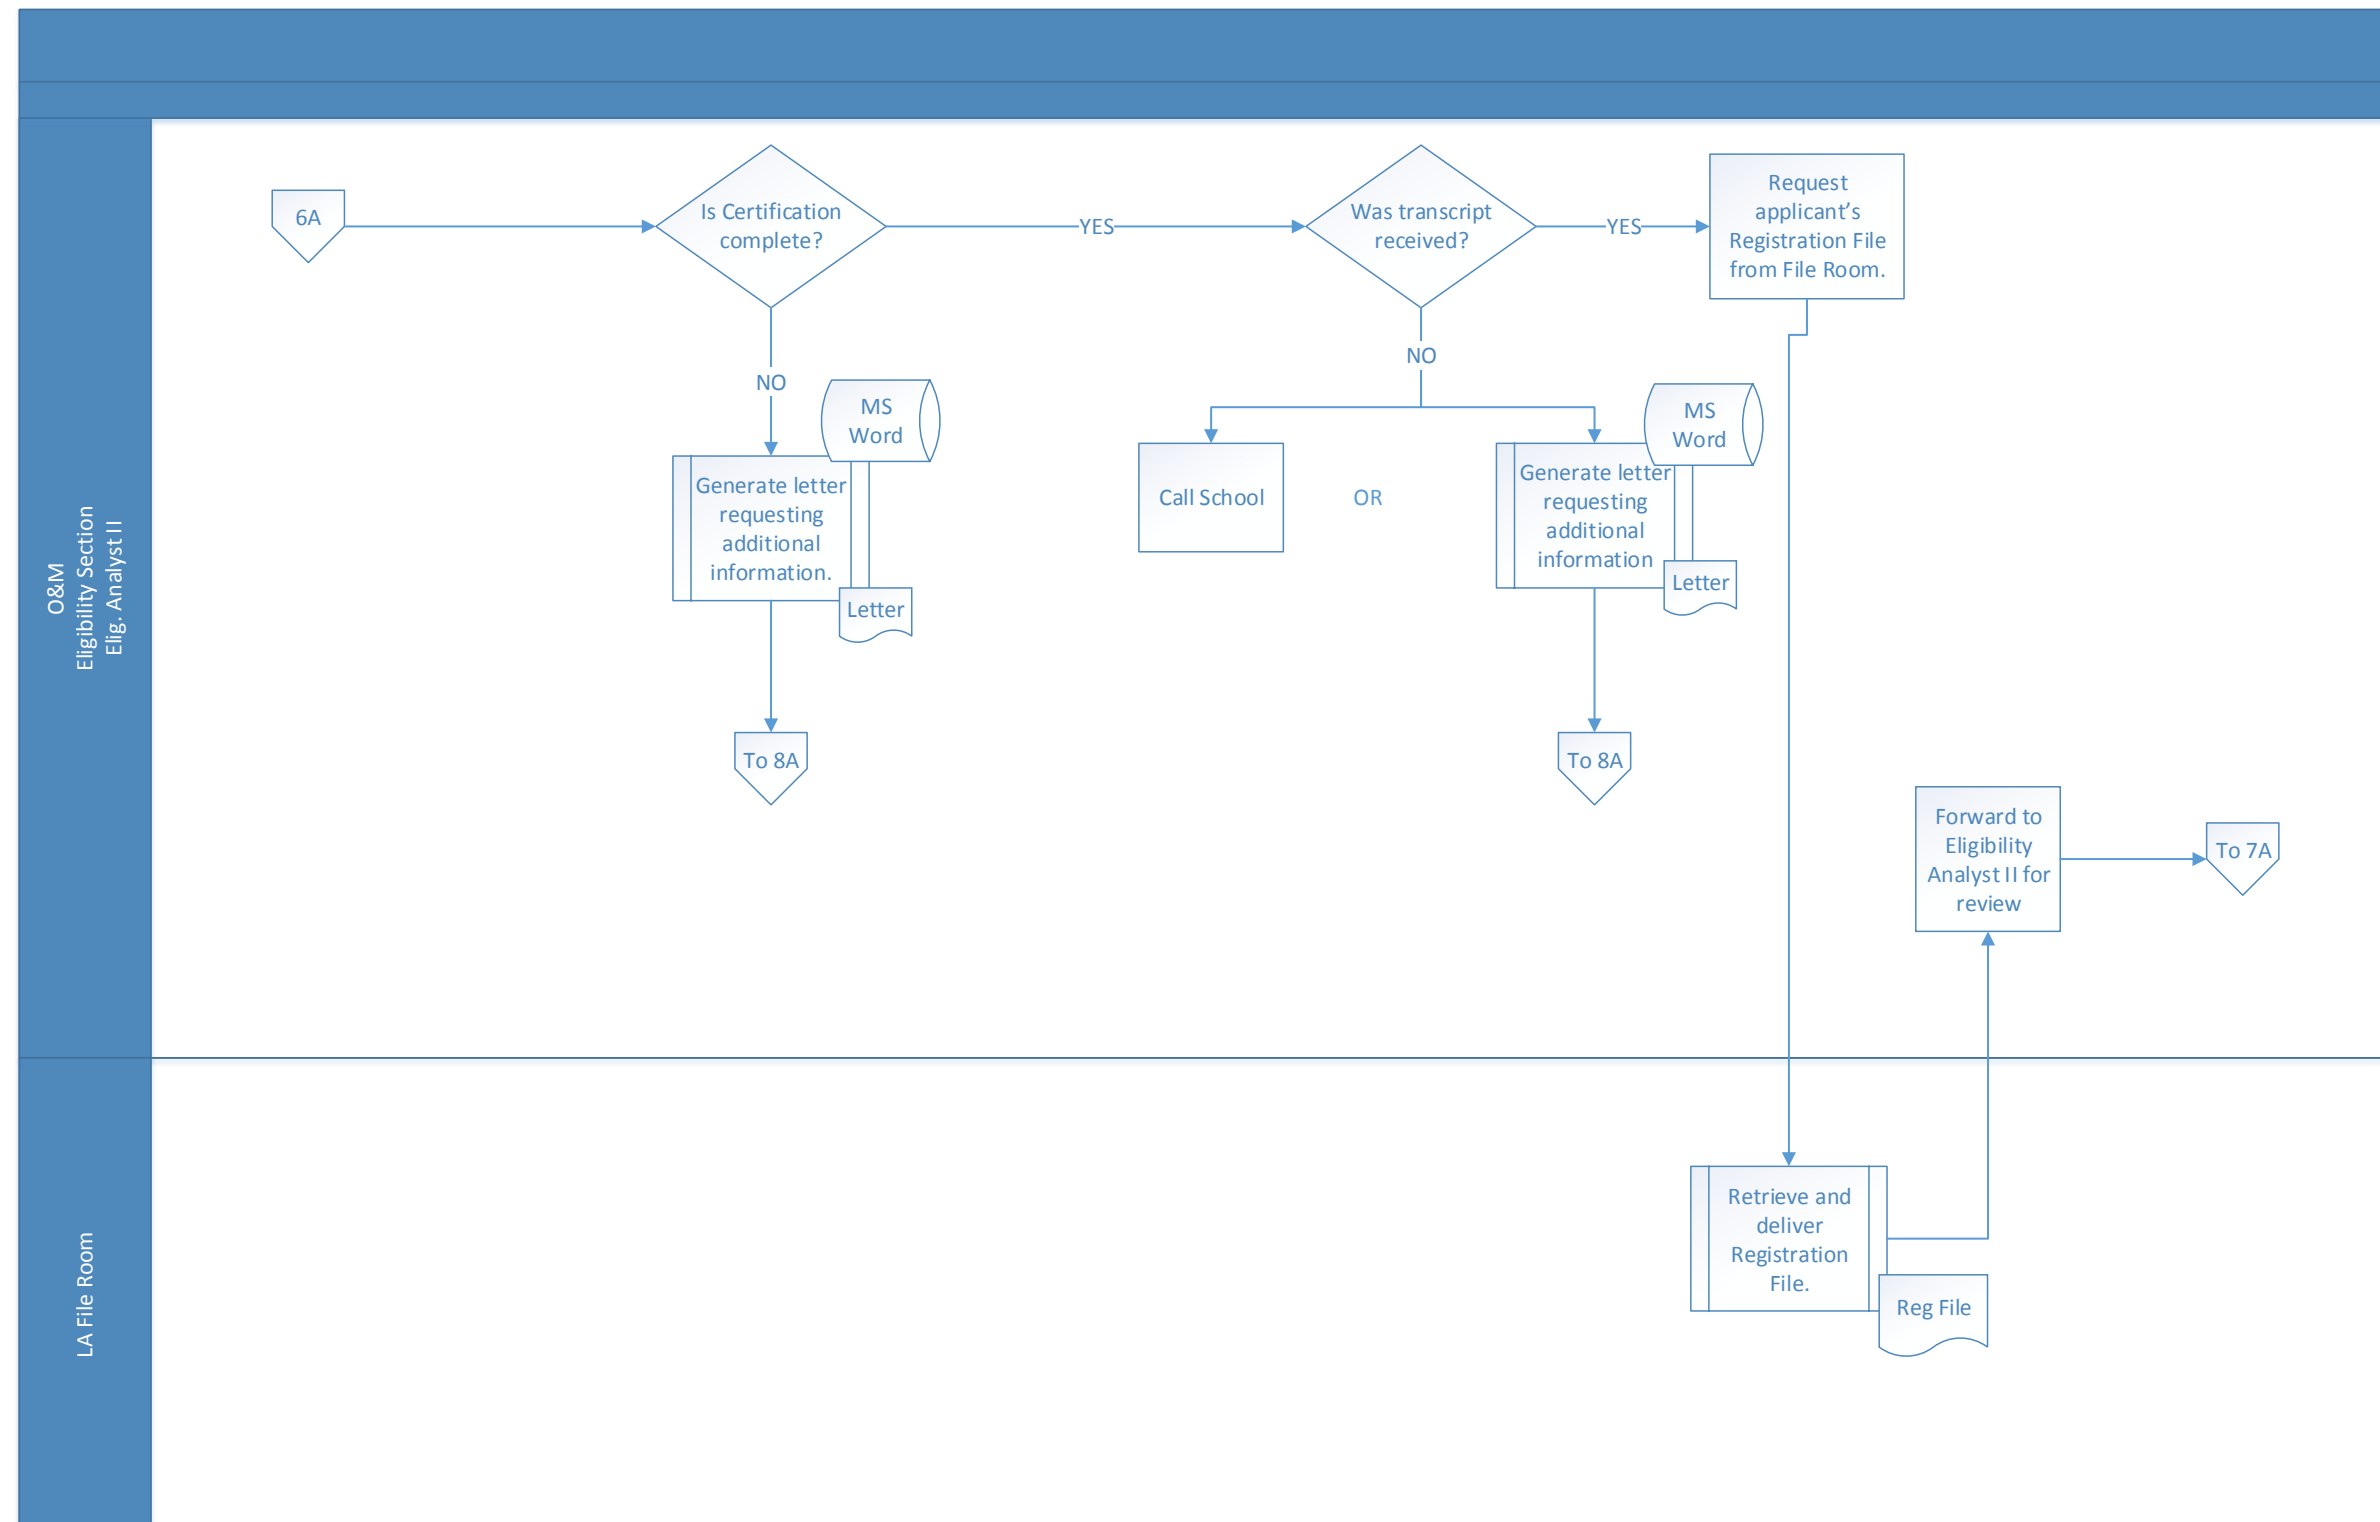 O&M
Eligibility Section
Elig. Analyst II
6A
Is Certification
complete?
YES
Was transcript
received?
YES
Request
applicant’s
Registration File
from File Room.
NO
NO
MS
Word
Generate letter
requesting
additional
information.
Letter
To 8A
Call School
OR
MS
Word
Generate letter
requesting
additional
information
Letter
To 8A
Forward to
Eligibility
Analyst II for
review
To 7A
LA File Room
Retrieve and
deliver
Registration
File.
Reg File